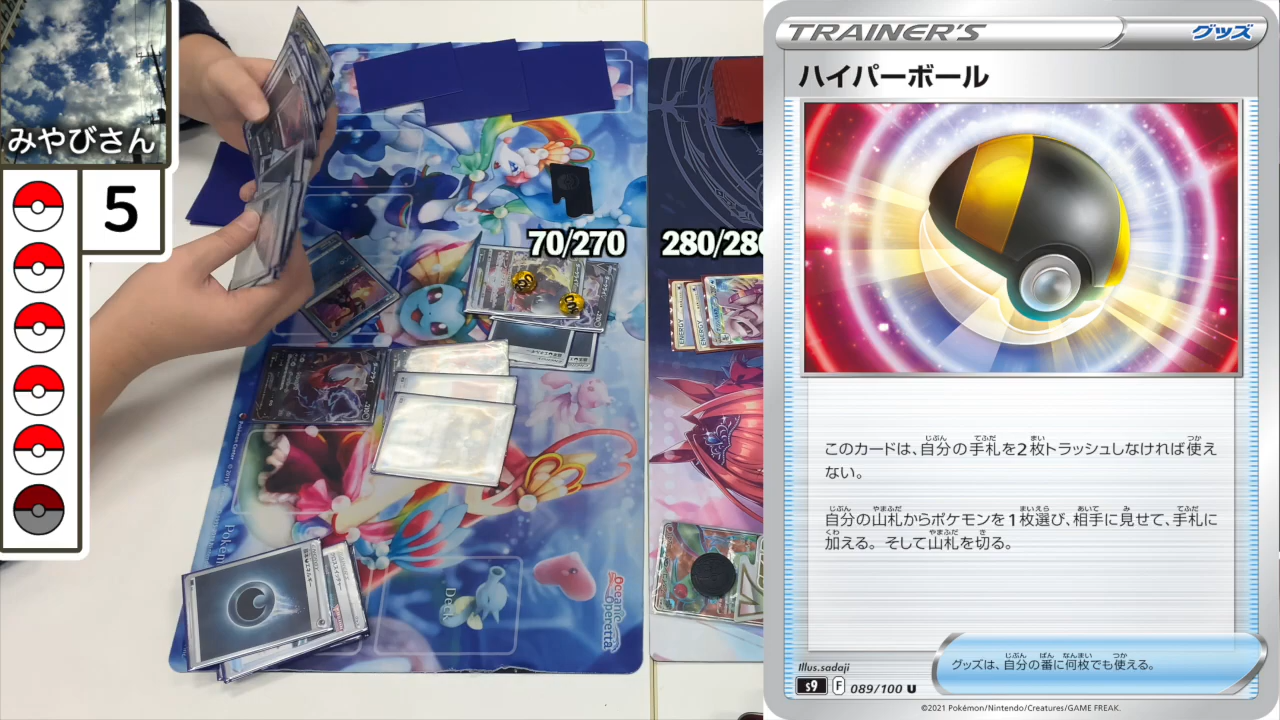 みやびさん
5
70/270
280/280
Pokémon
Deck
Oceanic
Operetta
TRAINER'S
グッズ
ハイパーボール
このカードは、自分の手札を2枚トラッシュしなければ使え
ない。
自分の山札からポケモンを1枚選び、相手に見せて、手札に
加える。そして山札を切る。
グッズは、自分の番に何枚でも使える。
Illus.sadaji
s9 F 089/100 U
©2021 Pokémon/Nintendo/Creatures/GAME FREAK.